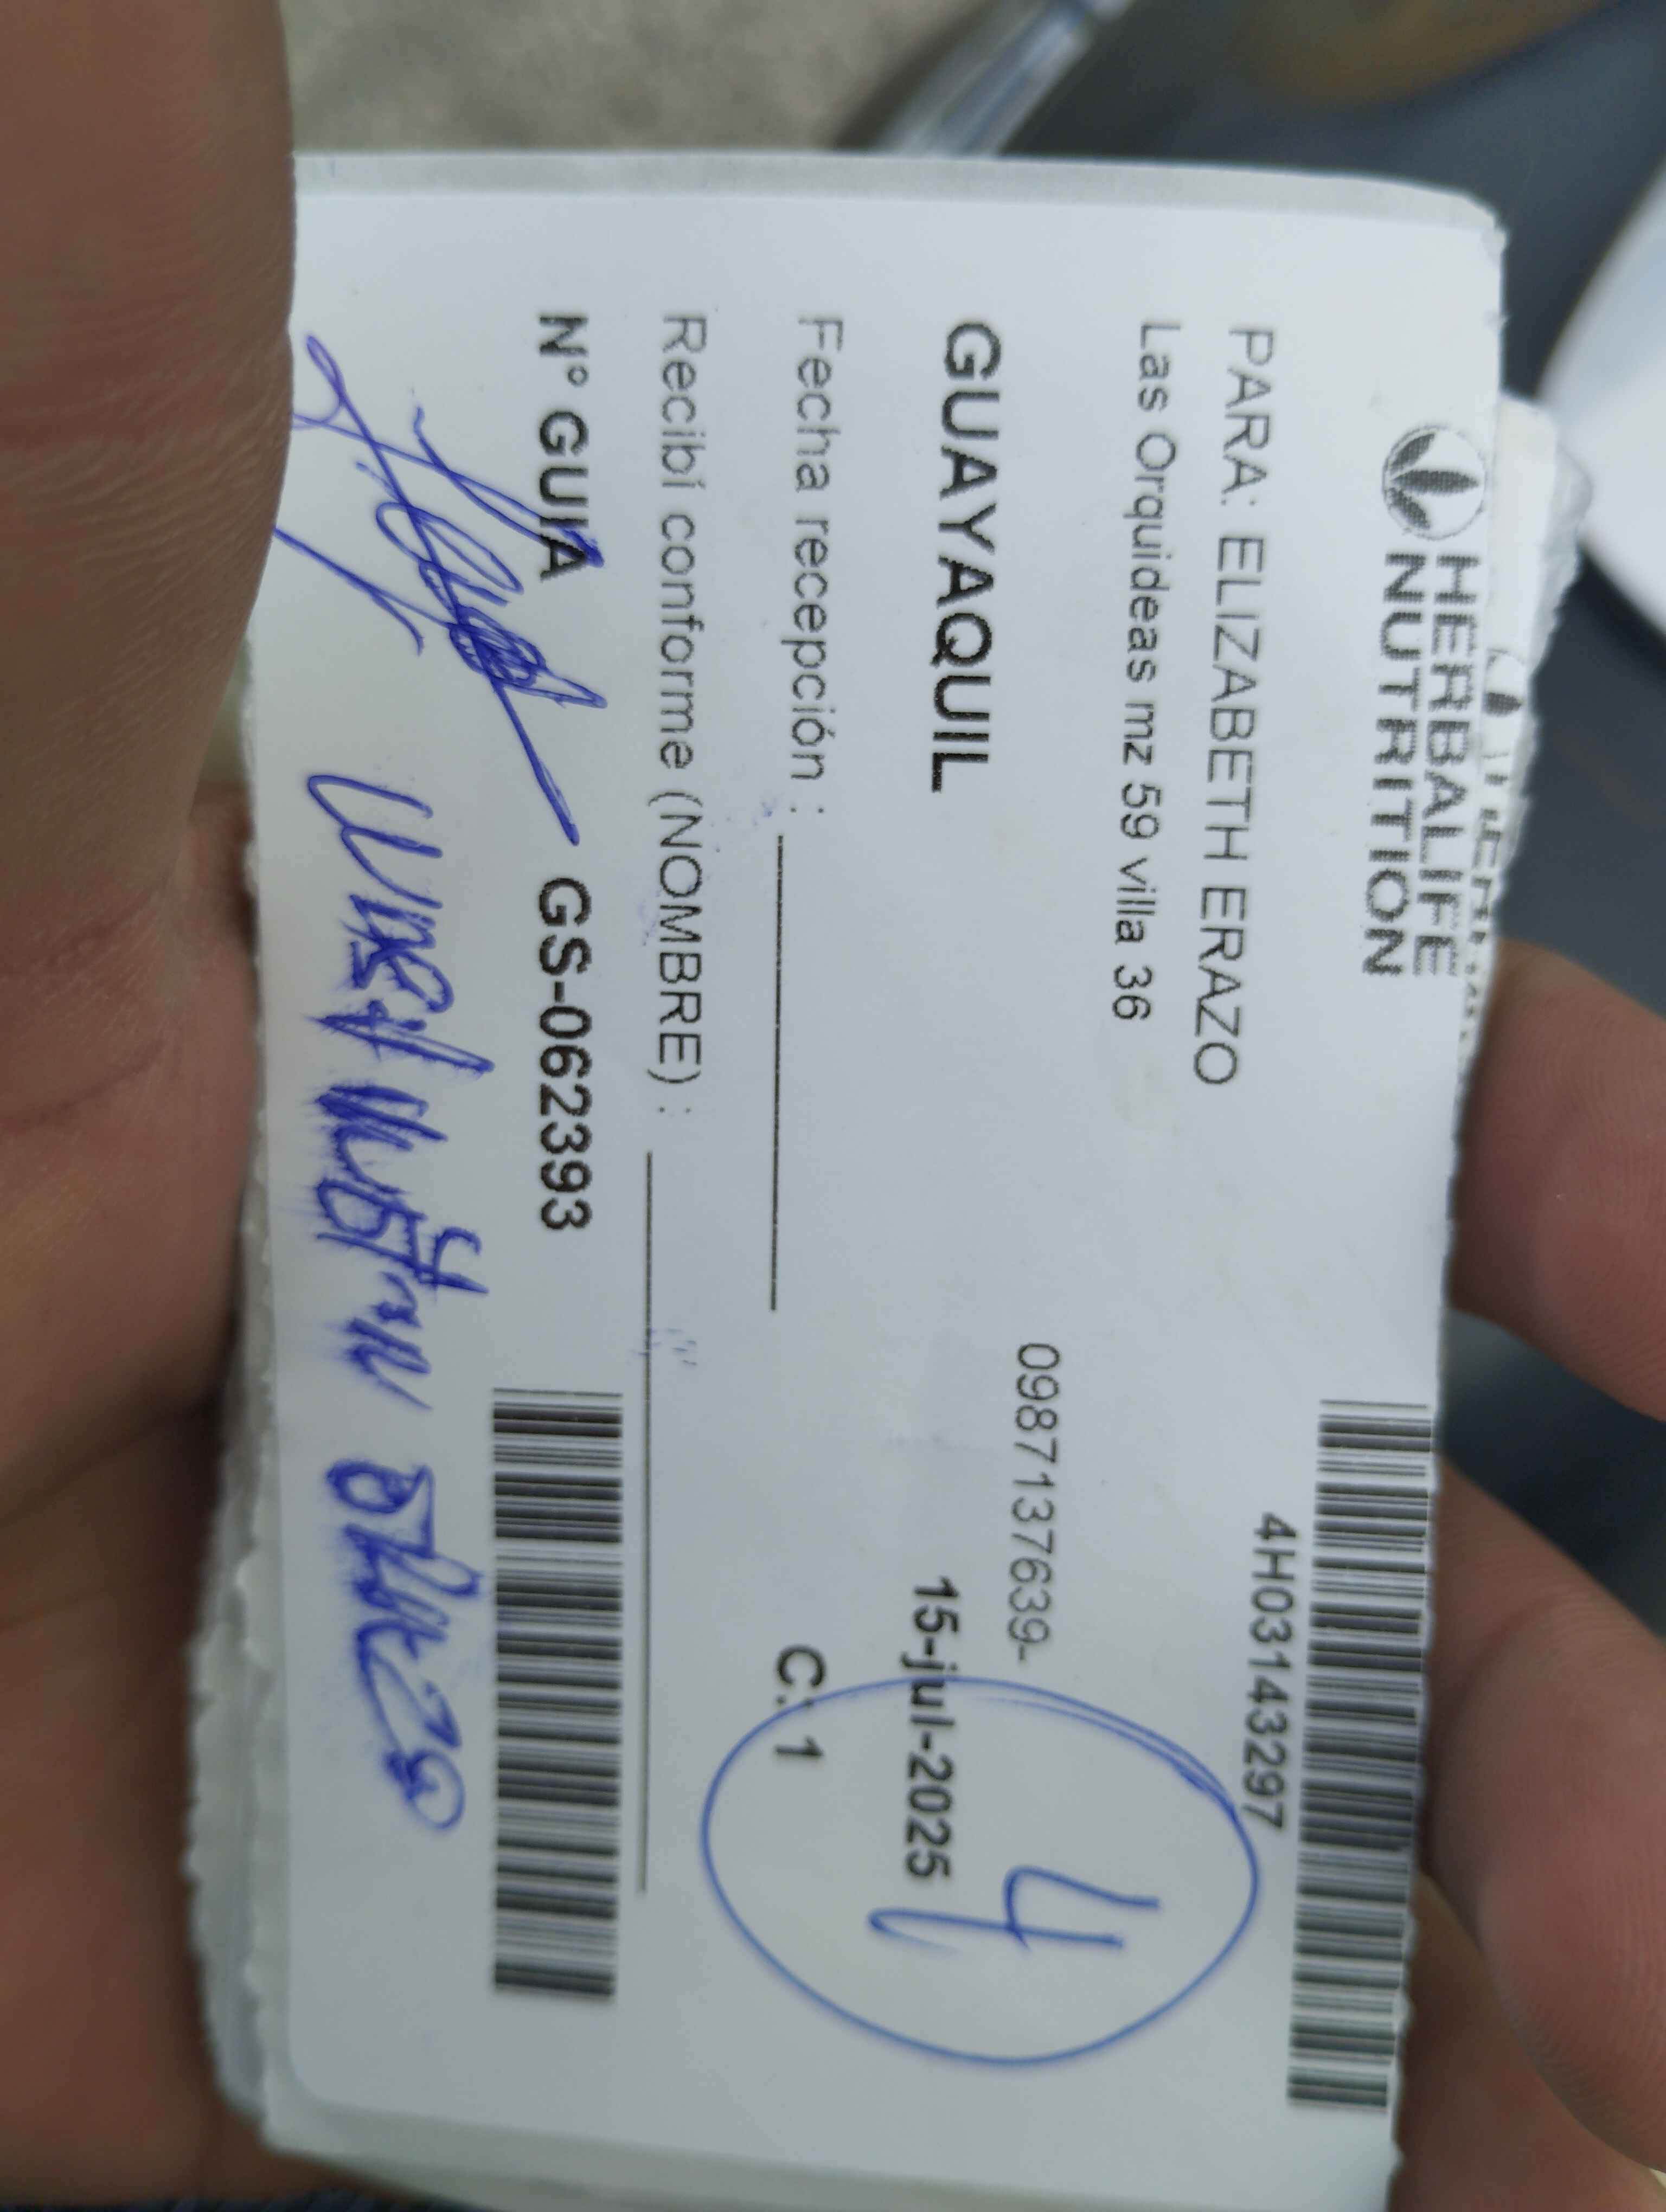 HERBALIFE
NUTRITION
4H03143297
PARA: ELIZABETH ERAZO
Las Orquideas mz 59 villa 36
0987137639-
4
GUAYAQUIL
15-jul-2025
Fecha recepción :
C: 1
Recibí conforme (NOMBRE) :
N° GUIA
GS-062393